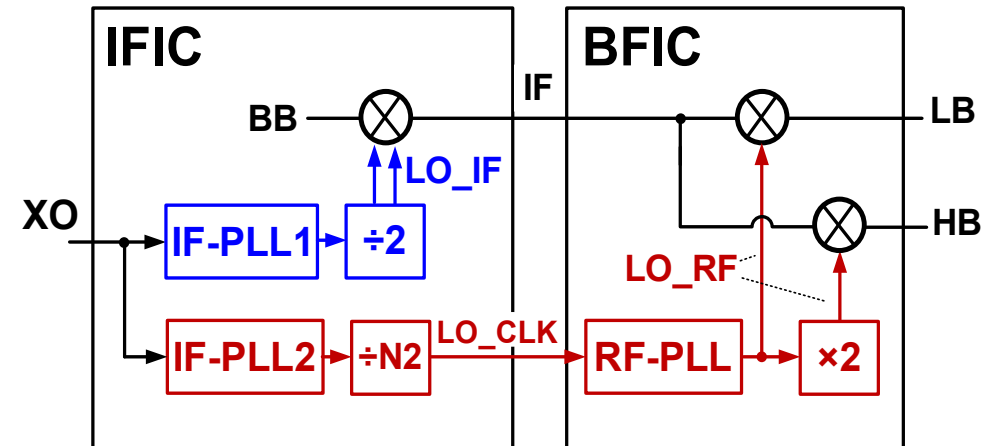 IFIC
BFIC
IF
BB
LB
LO_IF
XO
IF-PLL1
÷2
HB
LO_RF
LO_CLK
IF-PLL2
÷N2
RF-PLL
×2